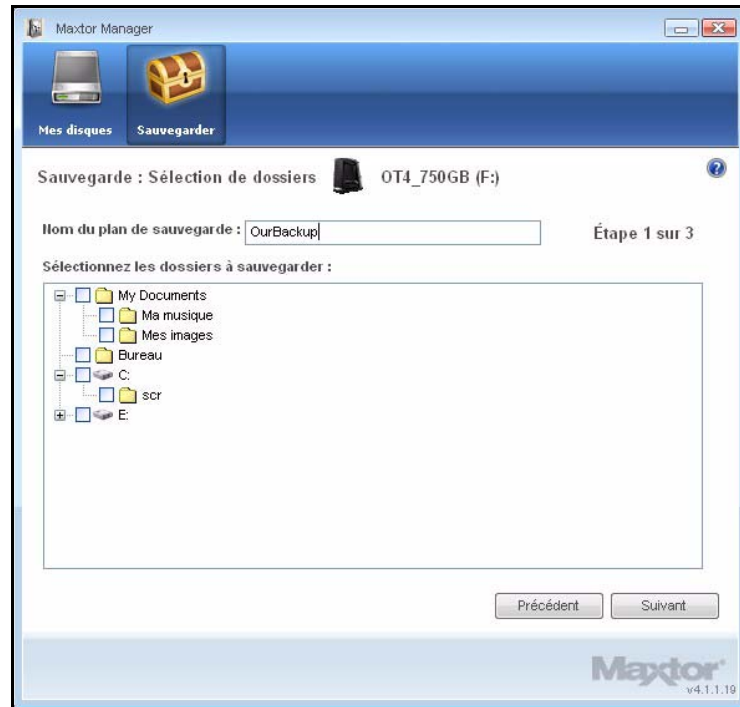 Maxtor Manager
Mes disques
Sauvegarder
Sauvegarde : Sélection de dossiers
OT4_750GB (F:)
?
Nom du plan de sauvegarde :
OurBackup
Étape 1 sur 3
Sélectionnez les dossiers à sauvegarder :
My Documents
Ma musique
Mes images
Bureau
C:
scr
E:
Précédent
Suivant
Maxtor
v4.1.1.19